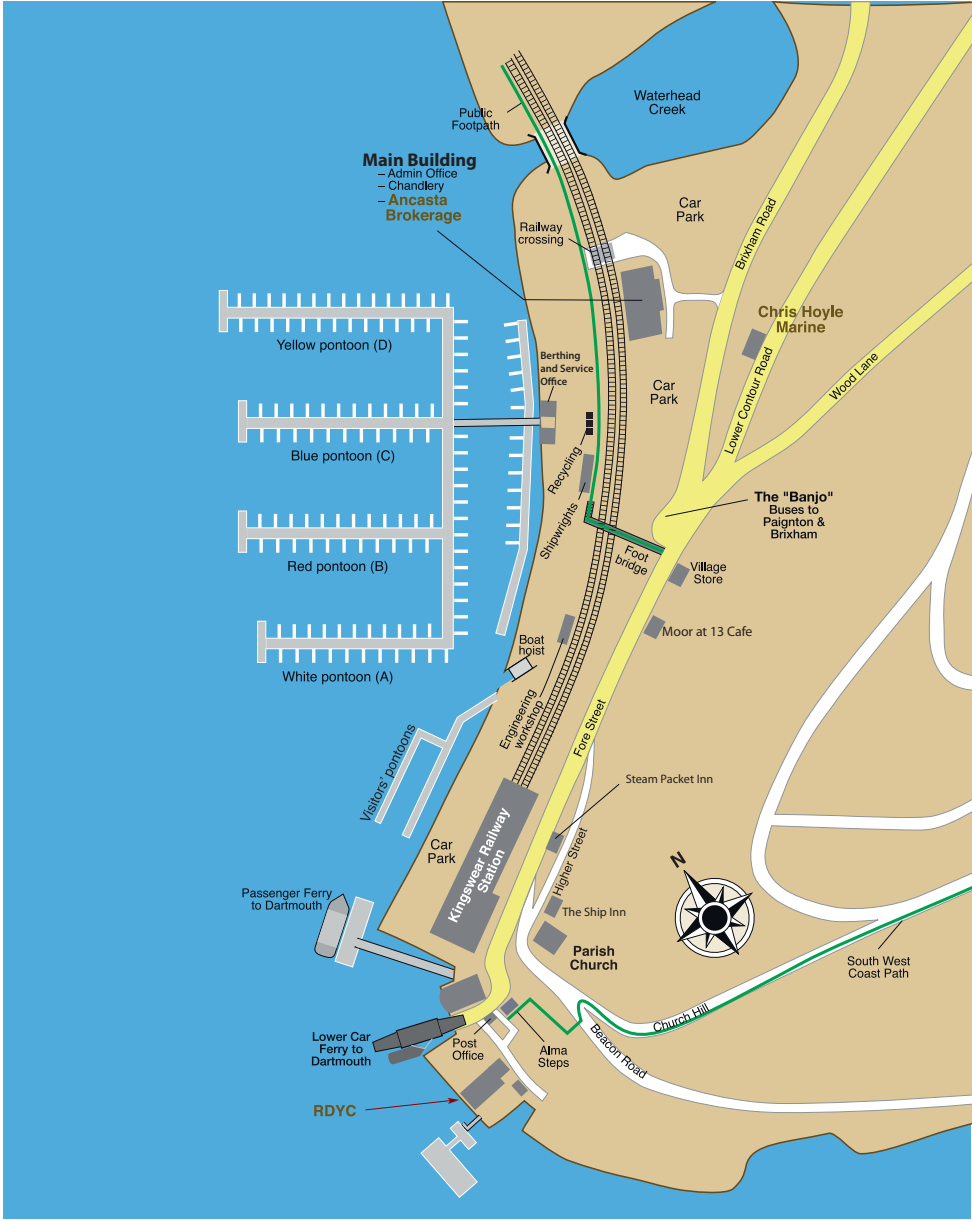 Waterhead
Creek
Public
Footpath
Main Building
– Admin Office
– Chandlery
– Ancasta
Brokerage
Car
Park
Railway
crossing
Brixham Road
Chris Hoyle
Marine
Lower Contour Road
Wood Lane
Yellow pontoon (D)
Berthing
and Service
Office
Car
Park
Blue pontoon (C)
Recycling
Shipwrights
The "Banjo"
Buses to
Paignton &
Brixham
Foot
bridge
Village
Store
Red pontoon (B)
Moor at 13 Cafe
Boat
hoist
White pontoon (A)
Engineering
workshop
Fore Street
Visitors' pontoons
Steam Packet Inn
Car
Park
Kingswear Railway
Station
Higher Street
N
Passenger Ferry
to Dartmouth
The Ship Inn
Parish
Church
South West
Coast Path
Church Hill
Lower Car
Ferry to
Dartmouth
Post
Office
Alma
Steps
Beacon Road
RDYC